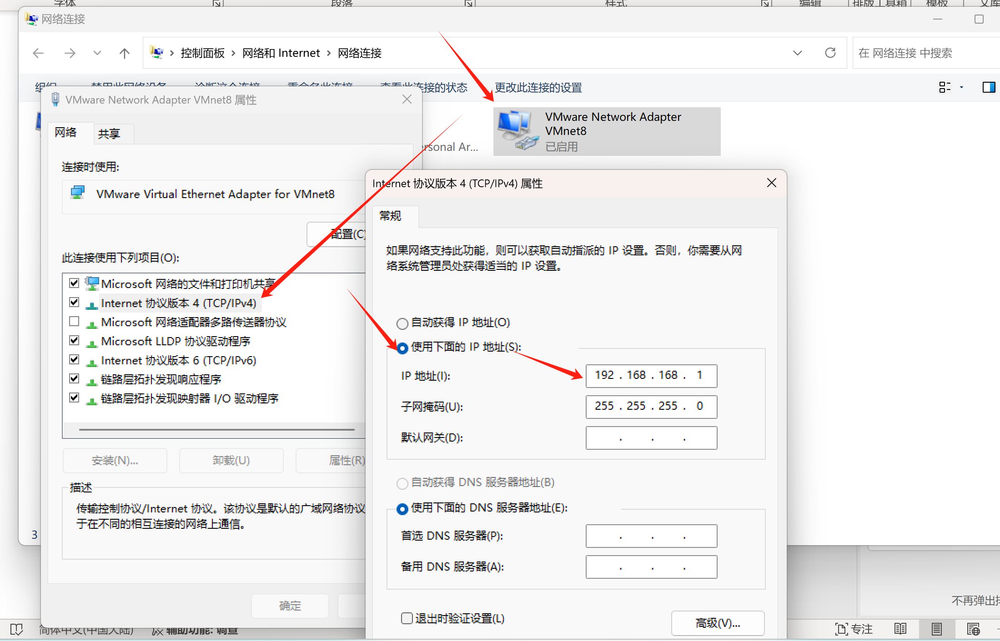 字体
段落
样式
编辑
排版工具箱
模板
网络连接
控制面板
网络和 Internet
网络连接
在 网络连接 中搜索
组织
禁用此网络设备
诊断这个连接
重命名此连接
查看此连接的状态
更改此连接的设置
VMware Network Adapter VMnet8 属性
网络
共享
连接时使用:
VMware Virtual Ethernet Adapter for VMnet8
配置(C)
此连接使用下列项目(O):
Microsoft 网络的文件和打印机共享
Internet 协议版本 4 (TCP/IPv4)
Microsoft 网络适配器多路传送器协议
Microsoft LLDP 协议驱动程序
Internet 协议版本 6 (TCP/IPv6)
链路层拓扑发现响应程序
链路层拓扑发现映射器 I/O 驱动程序
安装(N)...
卸载(U)
属性(R)
描述
传输控制协议/Internet 协议。该协议是默认的广域网络协议
于在不同的相互连接的网络上通信。
3
确定
ersonal Ar...
VMware Network Adapter
VMnet8
已启用
Internet 协议版本 4 (TCP/IPv4) 属性
常规
如果网络支持此功能，则可以获取自动指派的 IP 设置。否则，你需要从网
络系统管理员处获得适当的 IP 设置。
自动获得 IP 地址(O)
使用下面的 IP 地址(S):
IP 地址(I):
192 . 168 . 168 . 1
子网掩码(U):
255 . 255 . 255 . 0
默认网关(D):
. . .
自动获得 DNS 服务器地址(B)
使用下面的 DNS 服务器地址(E):
首选 DNS 服务器(P):
. . .
备用 DNS 服务器(A):
. . .
退出时验证设置(L)
高级(V)...
不再弹出
简体中文(中国大陆)
辅助功能: 调查
专注